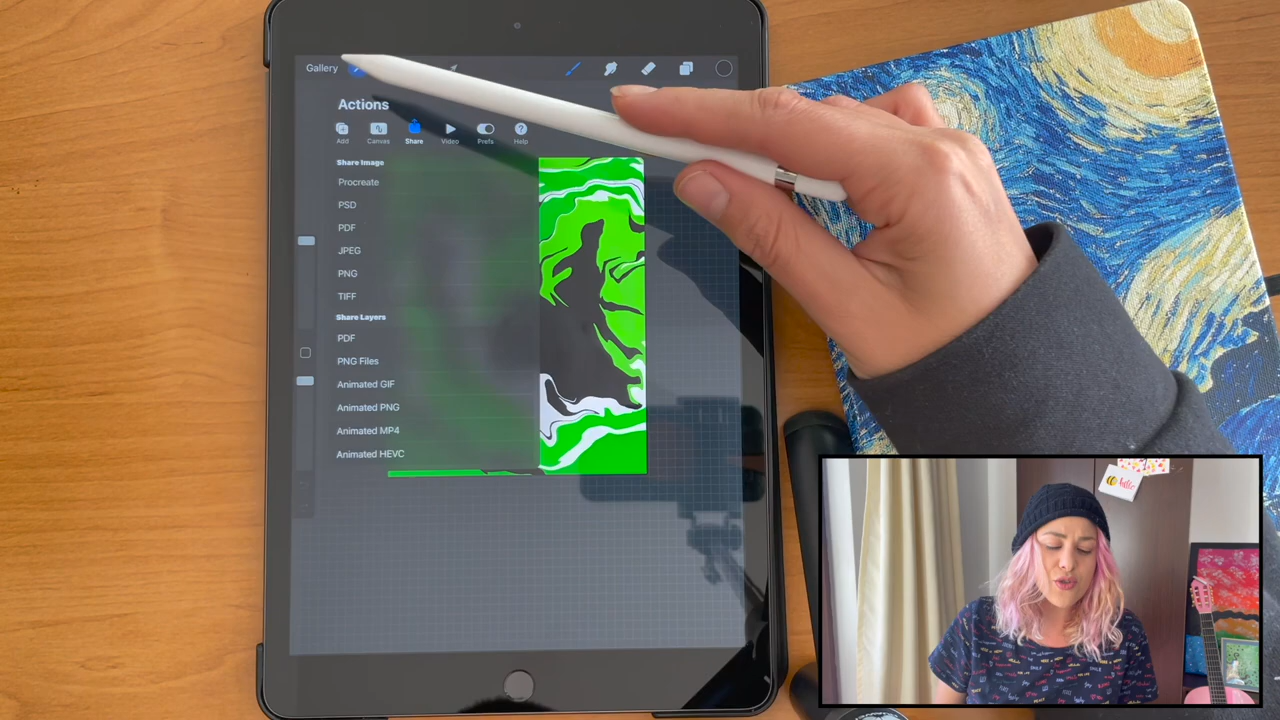 Gallery
Actions
Add Canvas Share Video Prefs Help
Share Image
Procreate
PSD
PDF
JPEG
PNG
TIFF
Share Layers
PDF
PNG Files
Animated GIF
Animated PNG
Animated MP4
Animated HEVC
hello